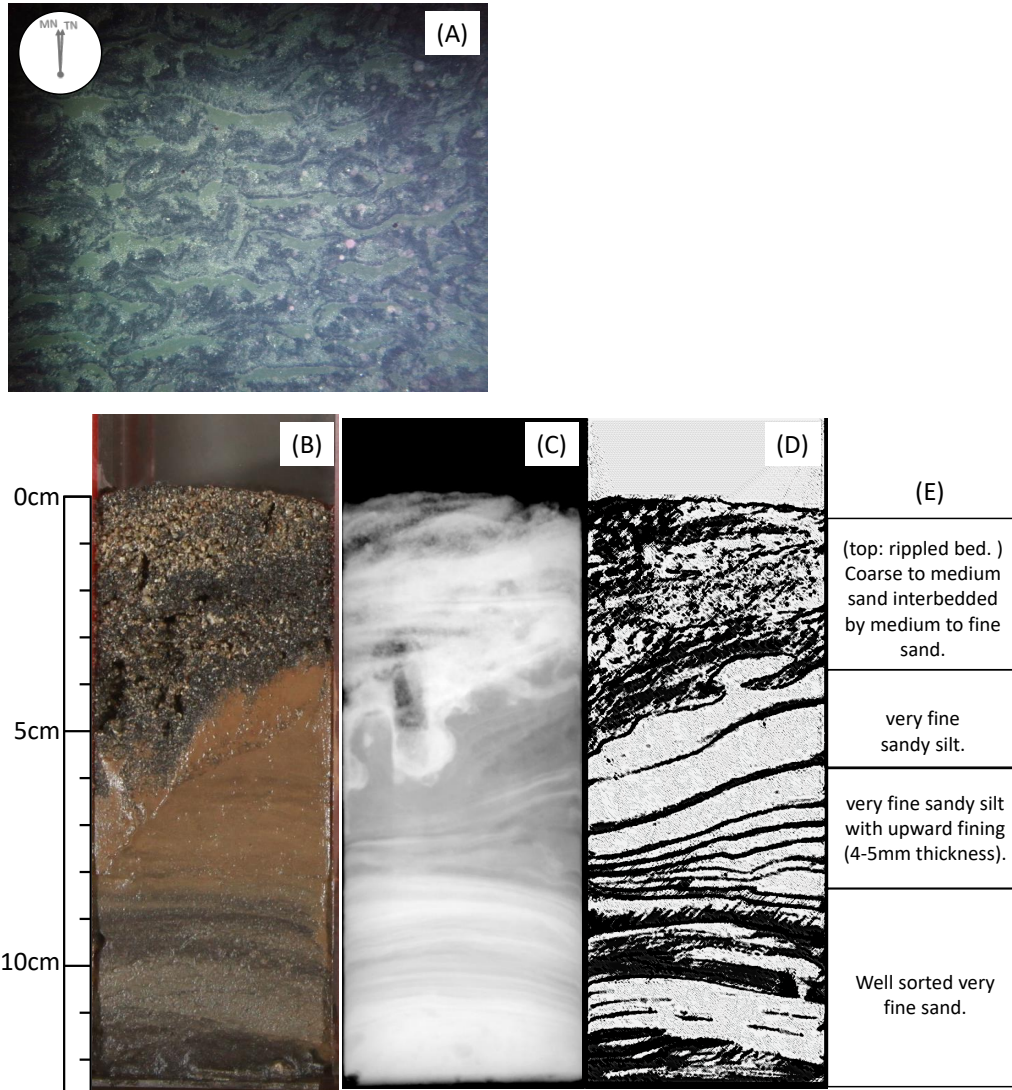 MN TN
(A)
(B)
(C)
(D)
(E)
0cm
5cm
10cm
(top: rippled bed. )
Coarse to medium
sand interbedded
by medium to fine
sand.
very fine
sandy silt.
very fine sandy silt
with upward fining
(4-5mm thickness).
Well sorted very
fine sand.